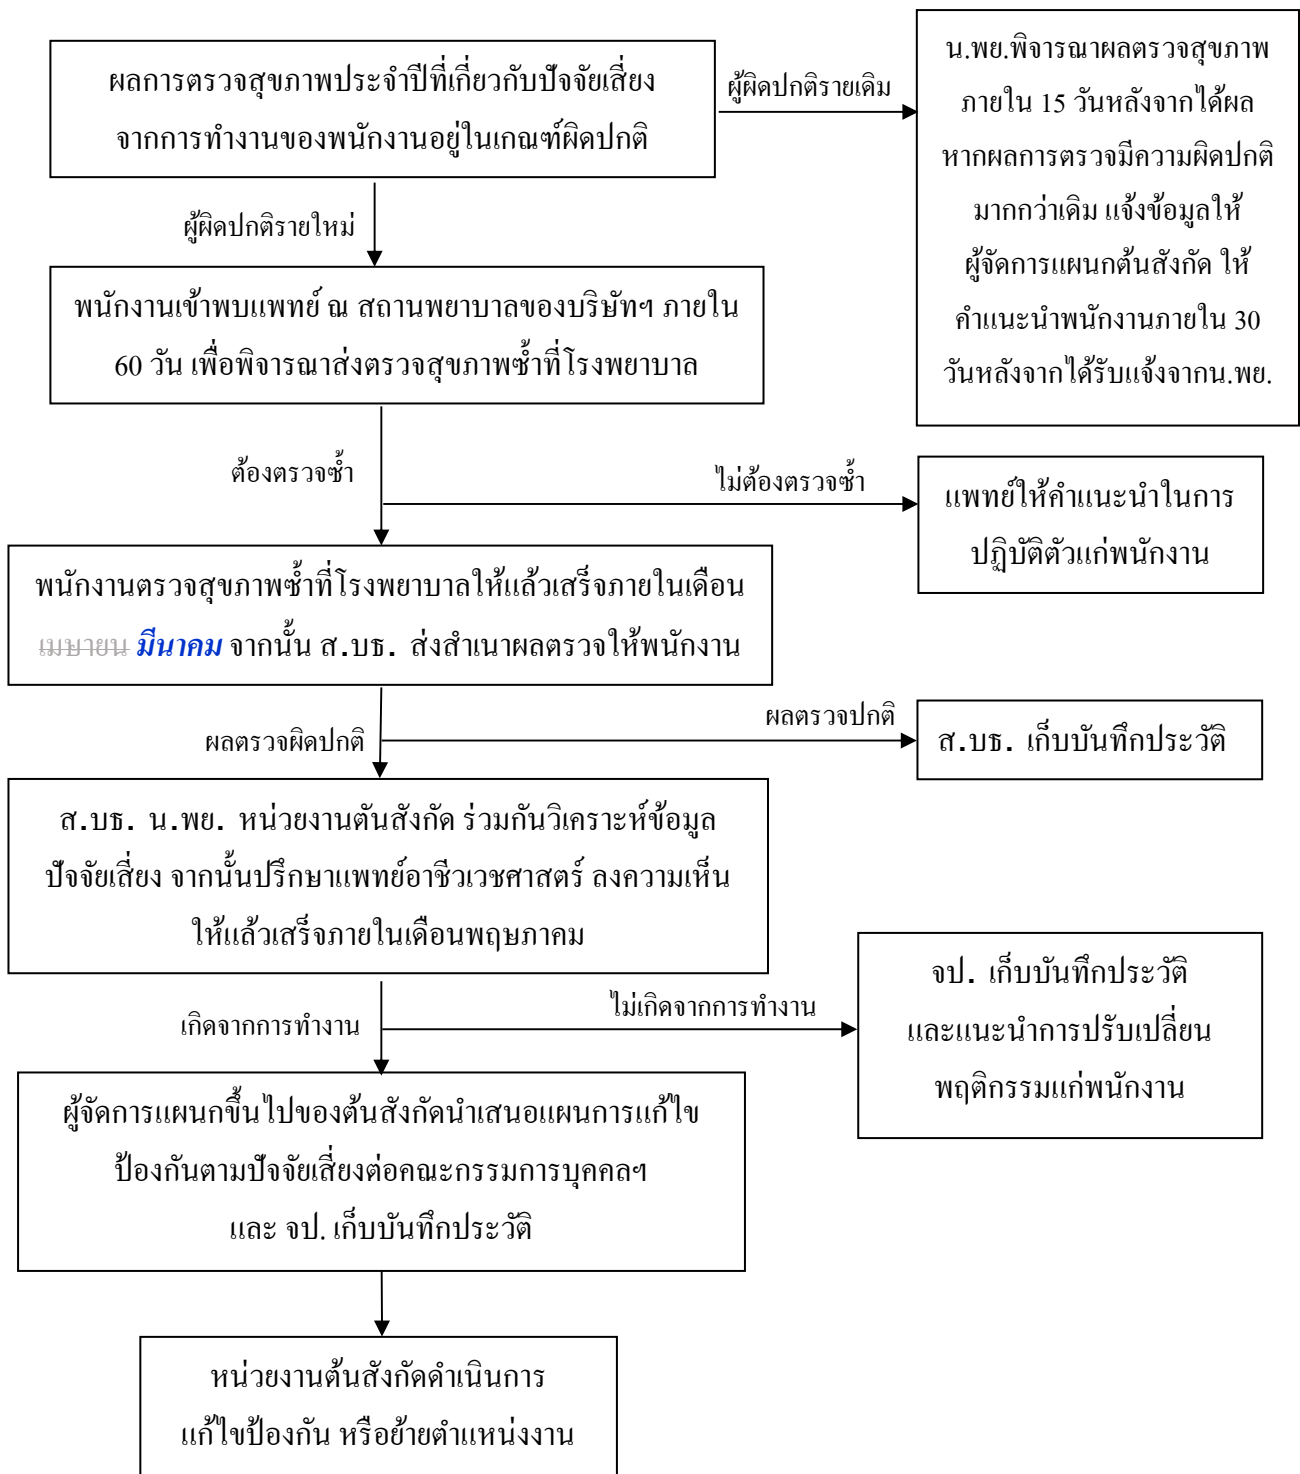 ผลการตรวจสุขภาพประจำปีที่เกี่ยวกับปัจจัยเสี่ยง
จากการทำงานของพนักงานอยู่ในเกณฑ์ผิดปกติ
ผู้ผิดปกติรายเดิม
น.พย.พิจารณาผลตรวจสุขภาพ
ภายใน 15 วันหลังจากได้ผล
หากผลการตรวจมีความผิดปกติ
มากกว่าเดิม แจ้งข้อมูลให้
ผู้จัดการแผนกต้นสังกัด ให้
คำแนะนำพนักงานภายใน 30
วันหลังจากได้รับแจ้งจากน.พย.
ผู้ผิดปกติรายใหม่
พนักงานเข้าพบแพทย์ ณ สถานพยาบาลของบริษัทฯ ภายใน
60 วัน เพื่อพิจารณาส่งตรวจสุขภาพซ้ำที่โรงพยาบาล
ต้องตรวจซ้ำ
ไม่ต้องตรวจซ้ำ
แพทย์ให้คำแนะนำในการ
ปฏิบัติตัวแก่พนักงาน
พนักงานตรวจสุขภาพซ้ำที่โรงพยาบาลให้แล้วเสร็จภายในเดือน
เมษายน มีนาคม จากนั้น ส.บธ. ส่งสำเนาผลตรวจให้พนักงาน
ผลตรวจผิดปกติ
ผลตรวจปกติ
ส.บธ. เก็บบันทึกประวัติ
ส.บธ. น.พย. หน่วยงานต้นสังกัด ร่วมกันวิเคราะห์ข้อมูล
ปัจจัยเสี่ยง จากนั้นปรึกษาแพทย์อาชีวเวชศาสตร์ ลงความเห็น
ให้แล้วเสร็จภายในเดือนพฤษภาคม
เกิดจากการทำงาน
ไม่เกิดจากการทำงาน
จป. เก็บบันทึกประวัติ
และแนะนำการปรับเปลี่ยน
พฤติกรรมแก่พนักงาน
ผู้จัดการแผนกขึ้นไปของต้นสังกัดนำเสนอแผนการแก้ไข
ป้องกันตามปัจจัยเสี่ยงต่อคณะกรรมการบุคคลฯ
และ จป. เก็บบันทึกประวัติ
หน่วยงานต้นสังกัดดำเนินการ
แก้ไขป้องกัน หรือย้ายตำแหน่งงาน